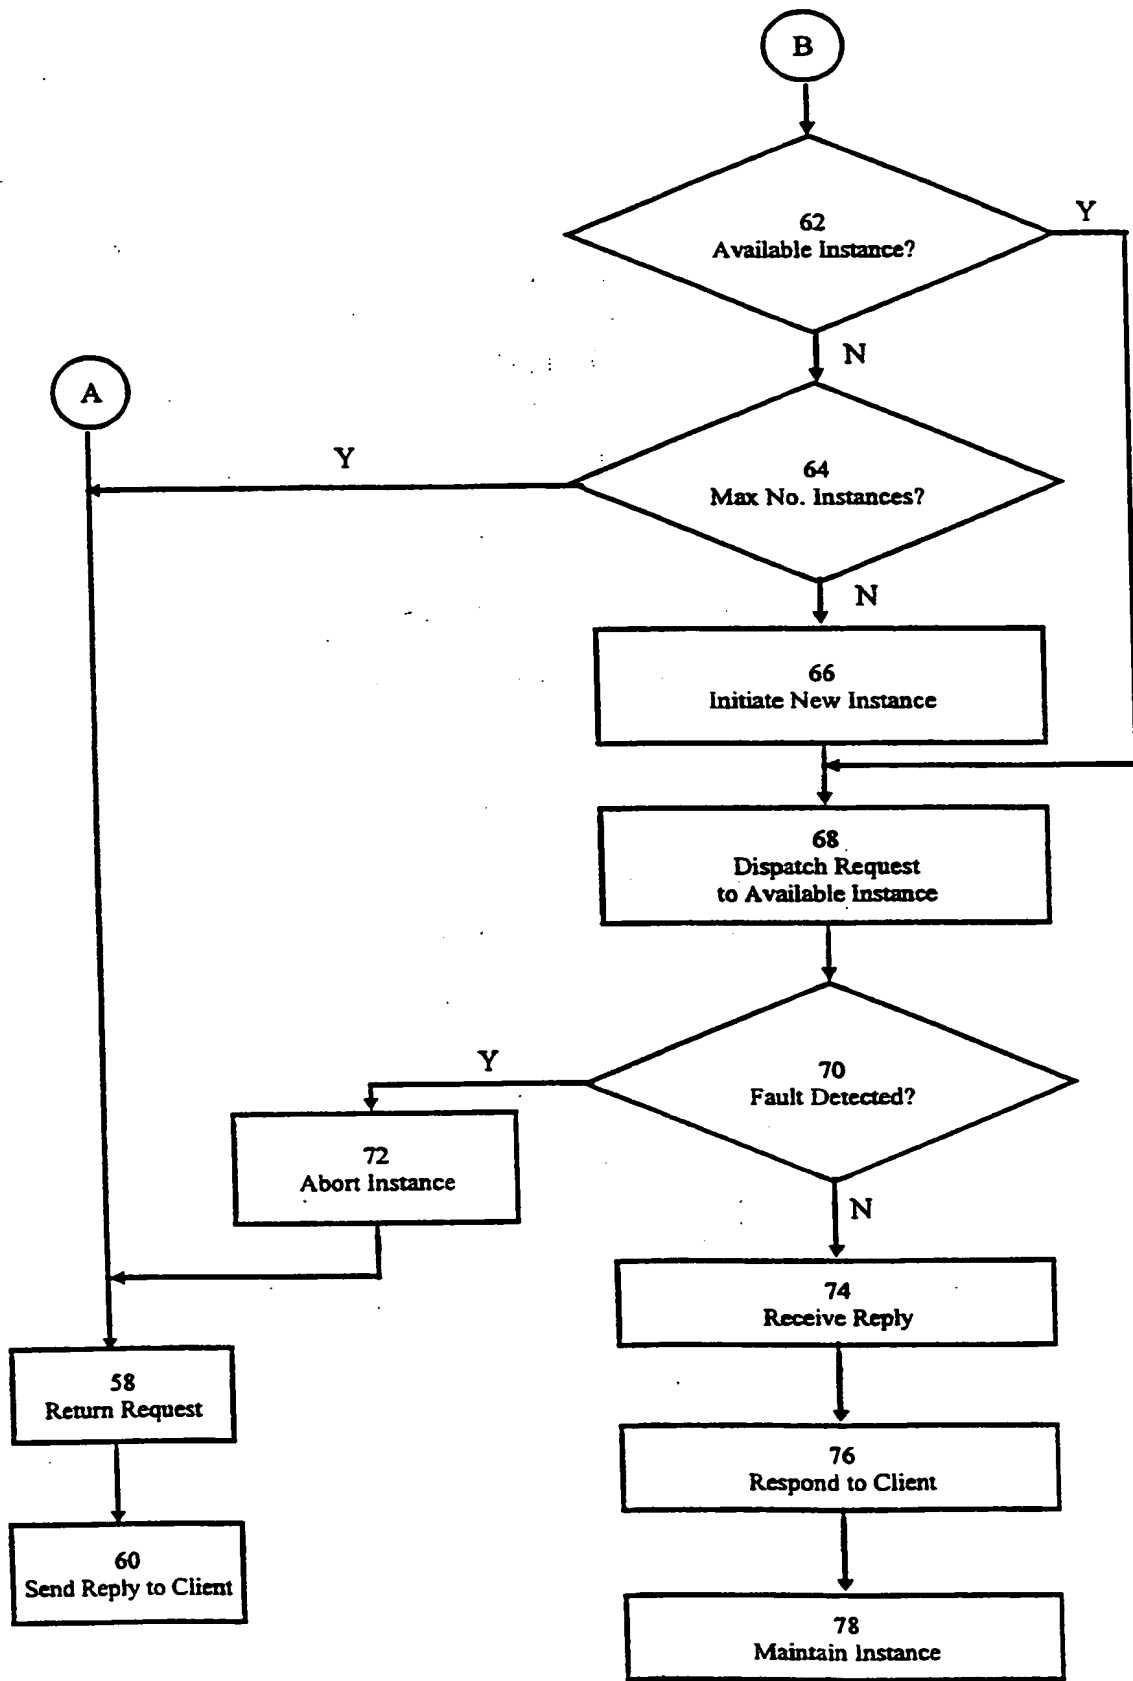 B
62
Available Instance?
Y
N
A
Y
64
Max No. Instances?
N
66
Initiate New Instance
68
Dispatch Request
to Available Instance
Y
70
Fault Detected?
72
Abort Instance
N
74
Receive Reply
58
Return Request
76
Respond to Client
60
Send Reply to Client
78
Maintain Instance